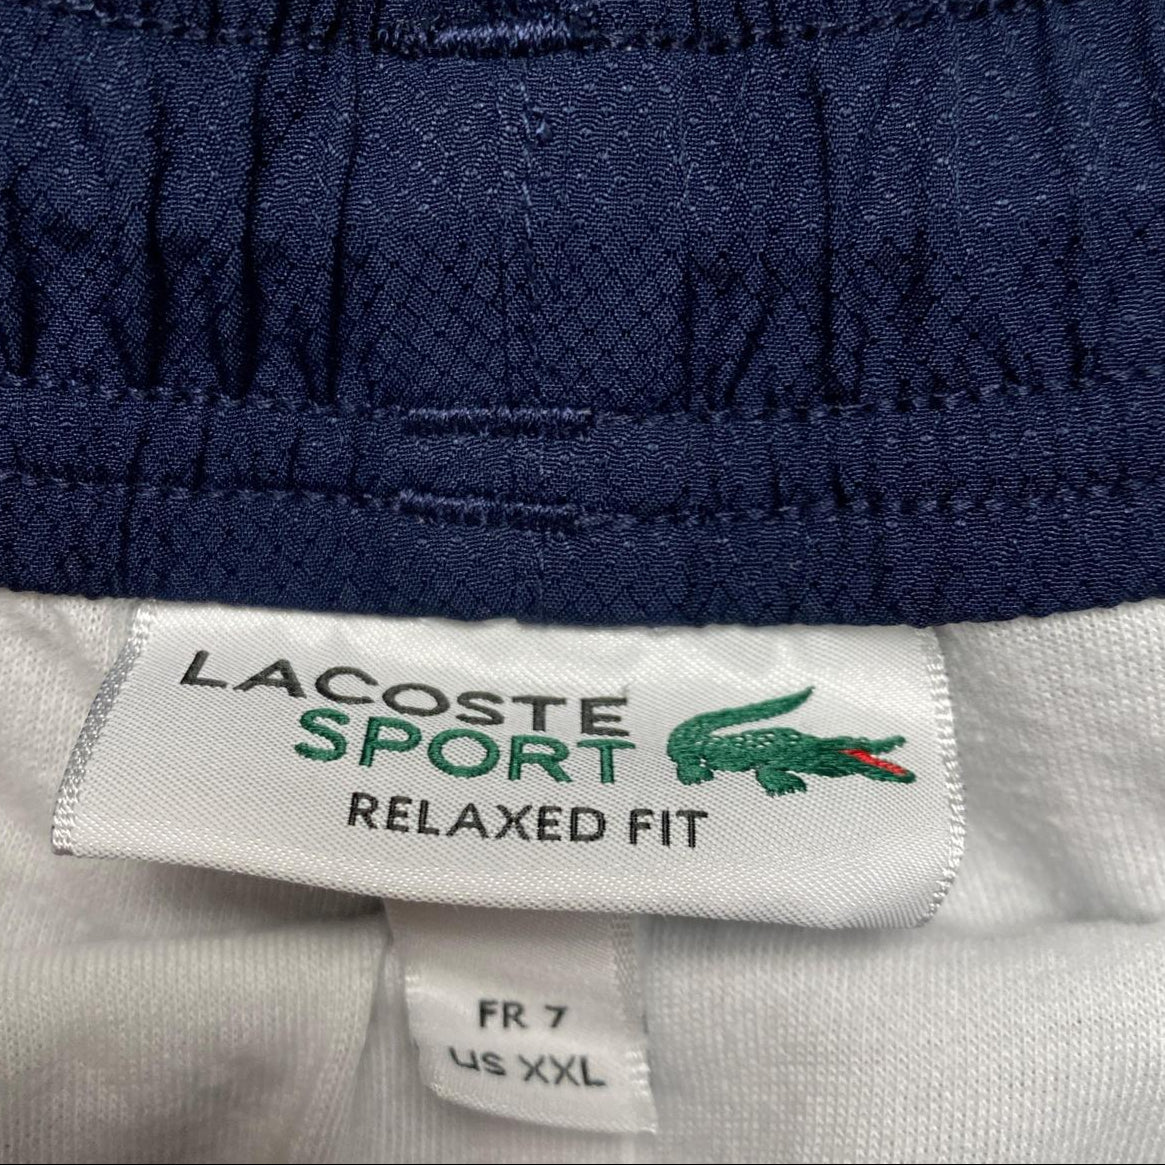 LACOSTE
SPORT
RELAXED FIT
FR 7
US XXL